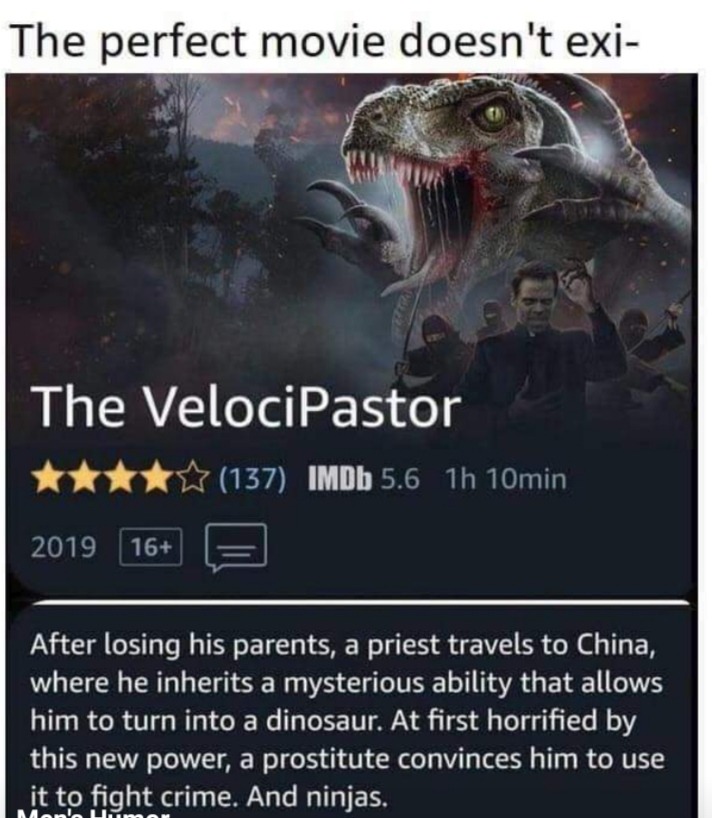 The perfect movie doesn't exi-
The VelociPastor
(137) IMDb 5.6 1h 10min
2019 16+
After losing his parents, a priest travels to China,
where he inherits a mysterious ability that allows
him to turn into a dinosaur. At first horrified by
this new power, a prostitute convinces him to use
it to fight crime. And ninjas.
Men's Humor